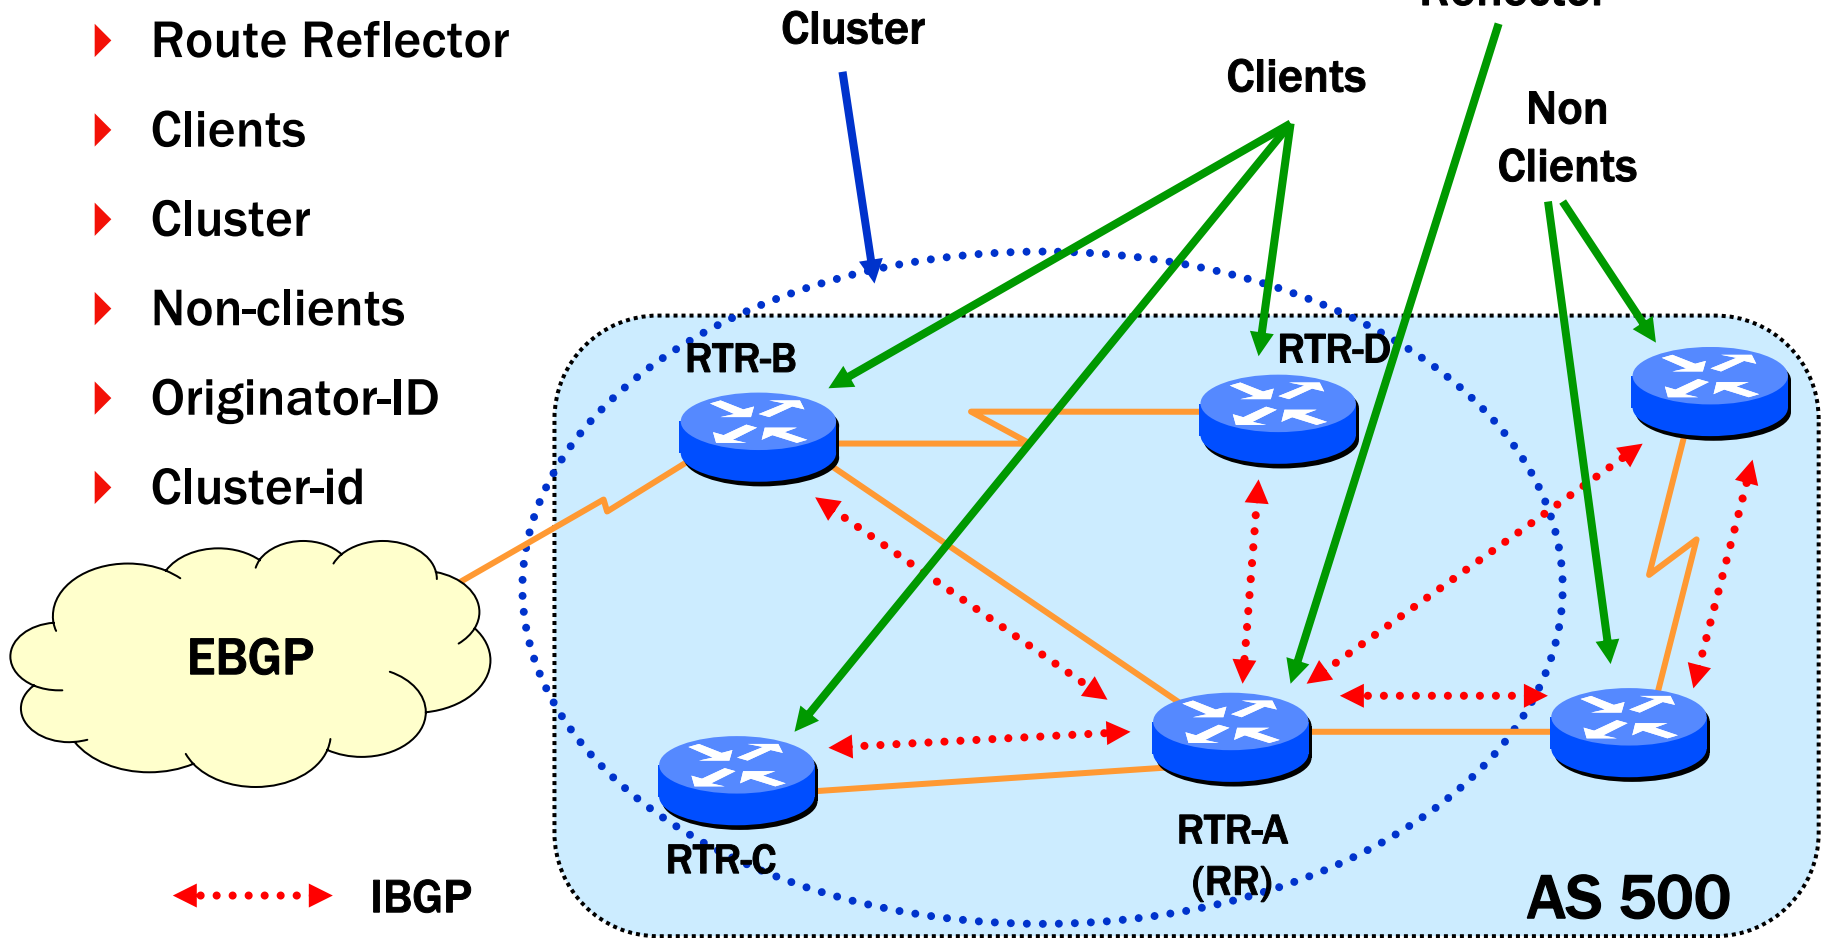 Route Reflector
Clients
Cluster
Non-clients
Originator-ID
Cluster-id
Cluster
Clients
Reflector
Non
Clients
RTR-B
RTR-D
EBGP
RTR-C
RTR-A
(RR)
AS 500
IBGP